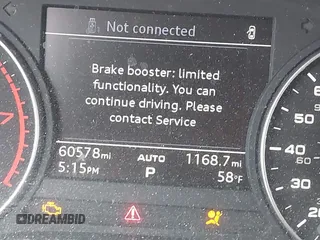 Not connected
Brake booster: limited
functionality. You can
continue driving. Please
contact Service
60578mi AUTO 1168.7mi
5:15PM P 58°F
60
40
20
DREAMBID